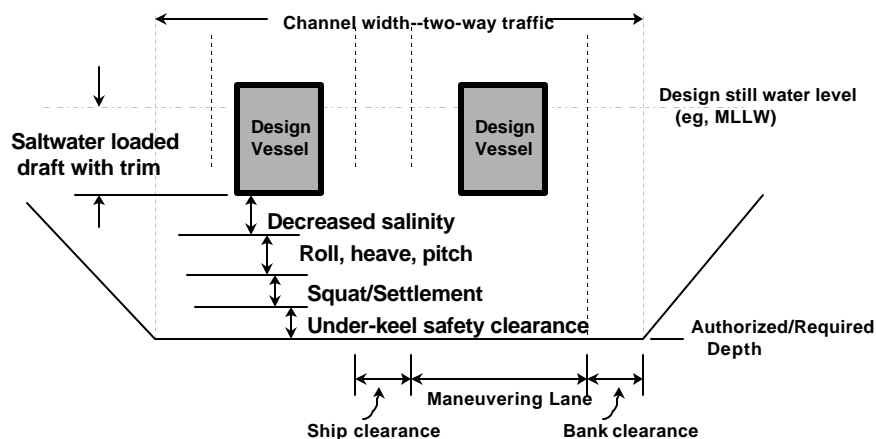 Channel width--two-way traffic
Design still water level
(eg, MLLW)
Design
Vessel
Design
Vessel
Saltwater loaded
draft with trim
Decreased salinity
Roll, heave, pitch
Squat/Settlement
Under-keel safety clearance
Authorized/Required
Depth
Maneuvering Lane
Ship clearance
Bank clearance